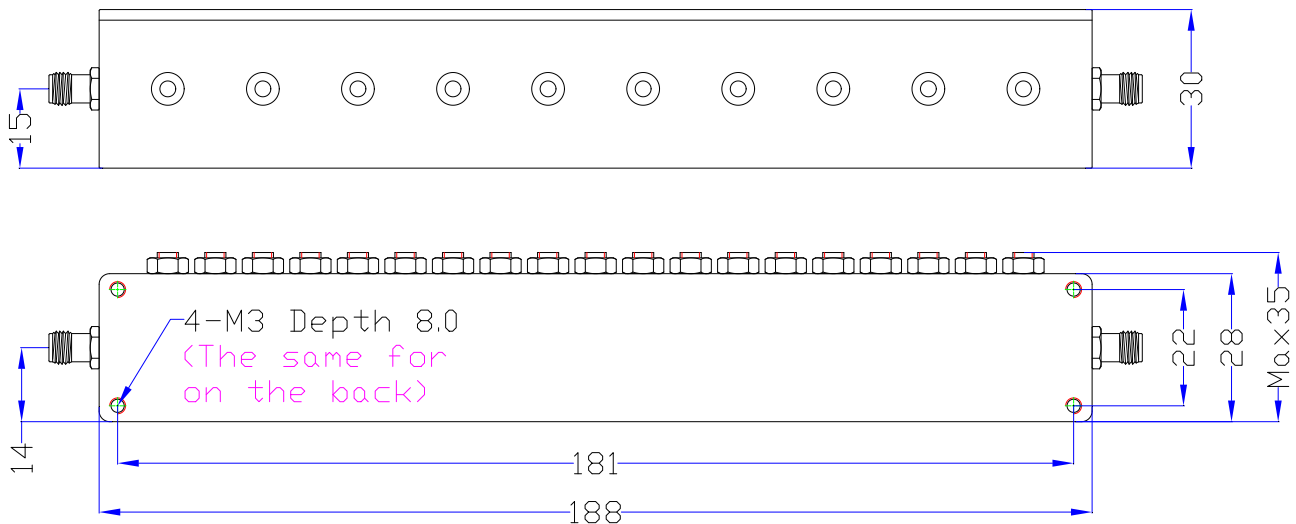 15
30
4-M3 Depth 8.0
(The same for
on the back)
14
22
28
Max35
181
188